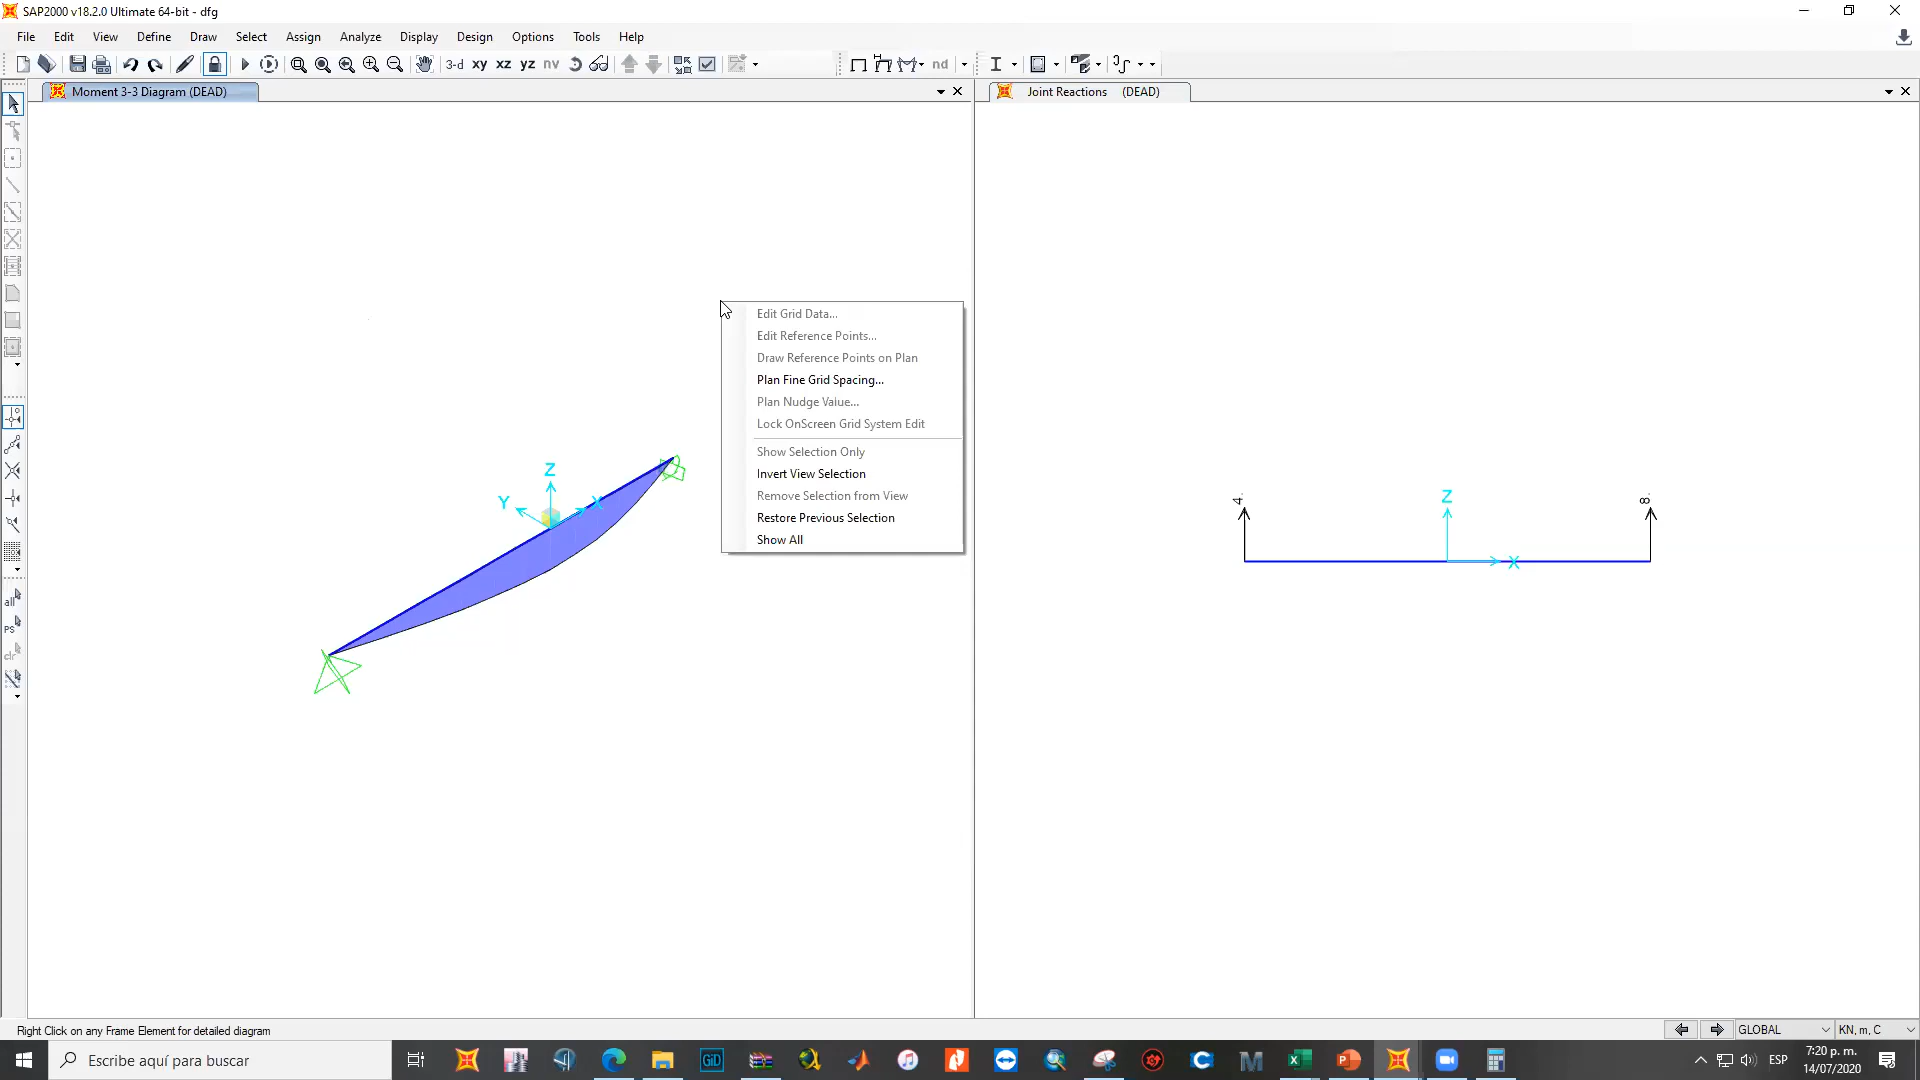 SAP2000 v18.2.0 Ultimate 64-bit - dfg
File Edit View Define Draw Select Assign Analyze Display Design Options Tools Help
3-d xy xz yz nv nd
Moment 3-3 Diagram (DEAD)
Joint Reactions (DEAD)
Edit Grid Data...
Edit Reference Points...
Draw Reference Points on Plan
Plan Fine Grid Spacing...
Plan Nudge Value...
Lock OnScreen Grid System Edit
Show Selection Only
Invert View Selection
Remove Selection from View
Restore Previous Selection
Show All
Z
Y
X
4.
Z
8.
X
all
PS
clr
Right Click on any Frame Element for detailed diagram
GLOBAL
KN, m, C
Escribe aquí para buscar
GiD
ESP
7:20 p. m.
14/07/2020